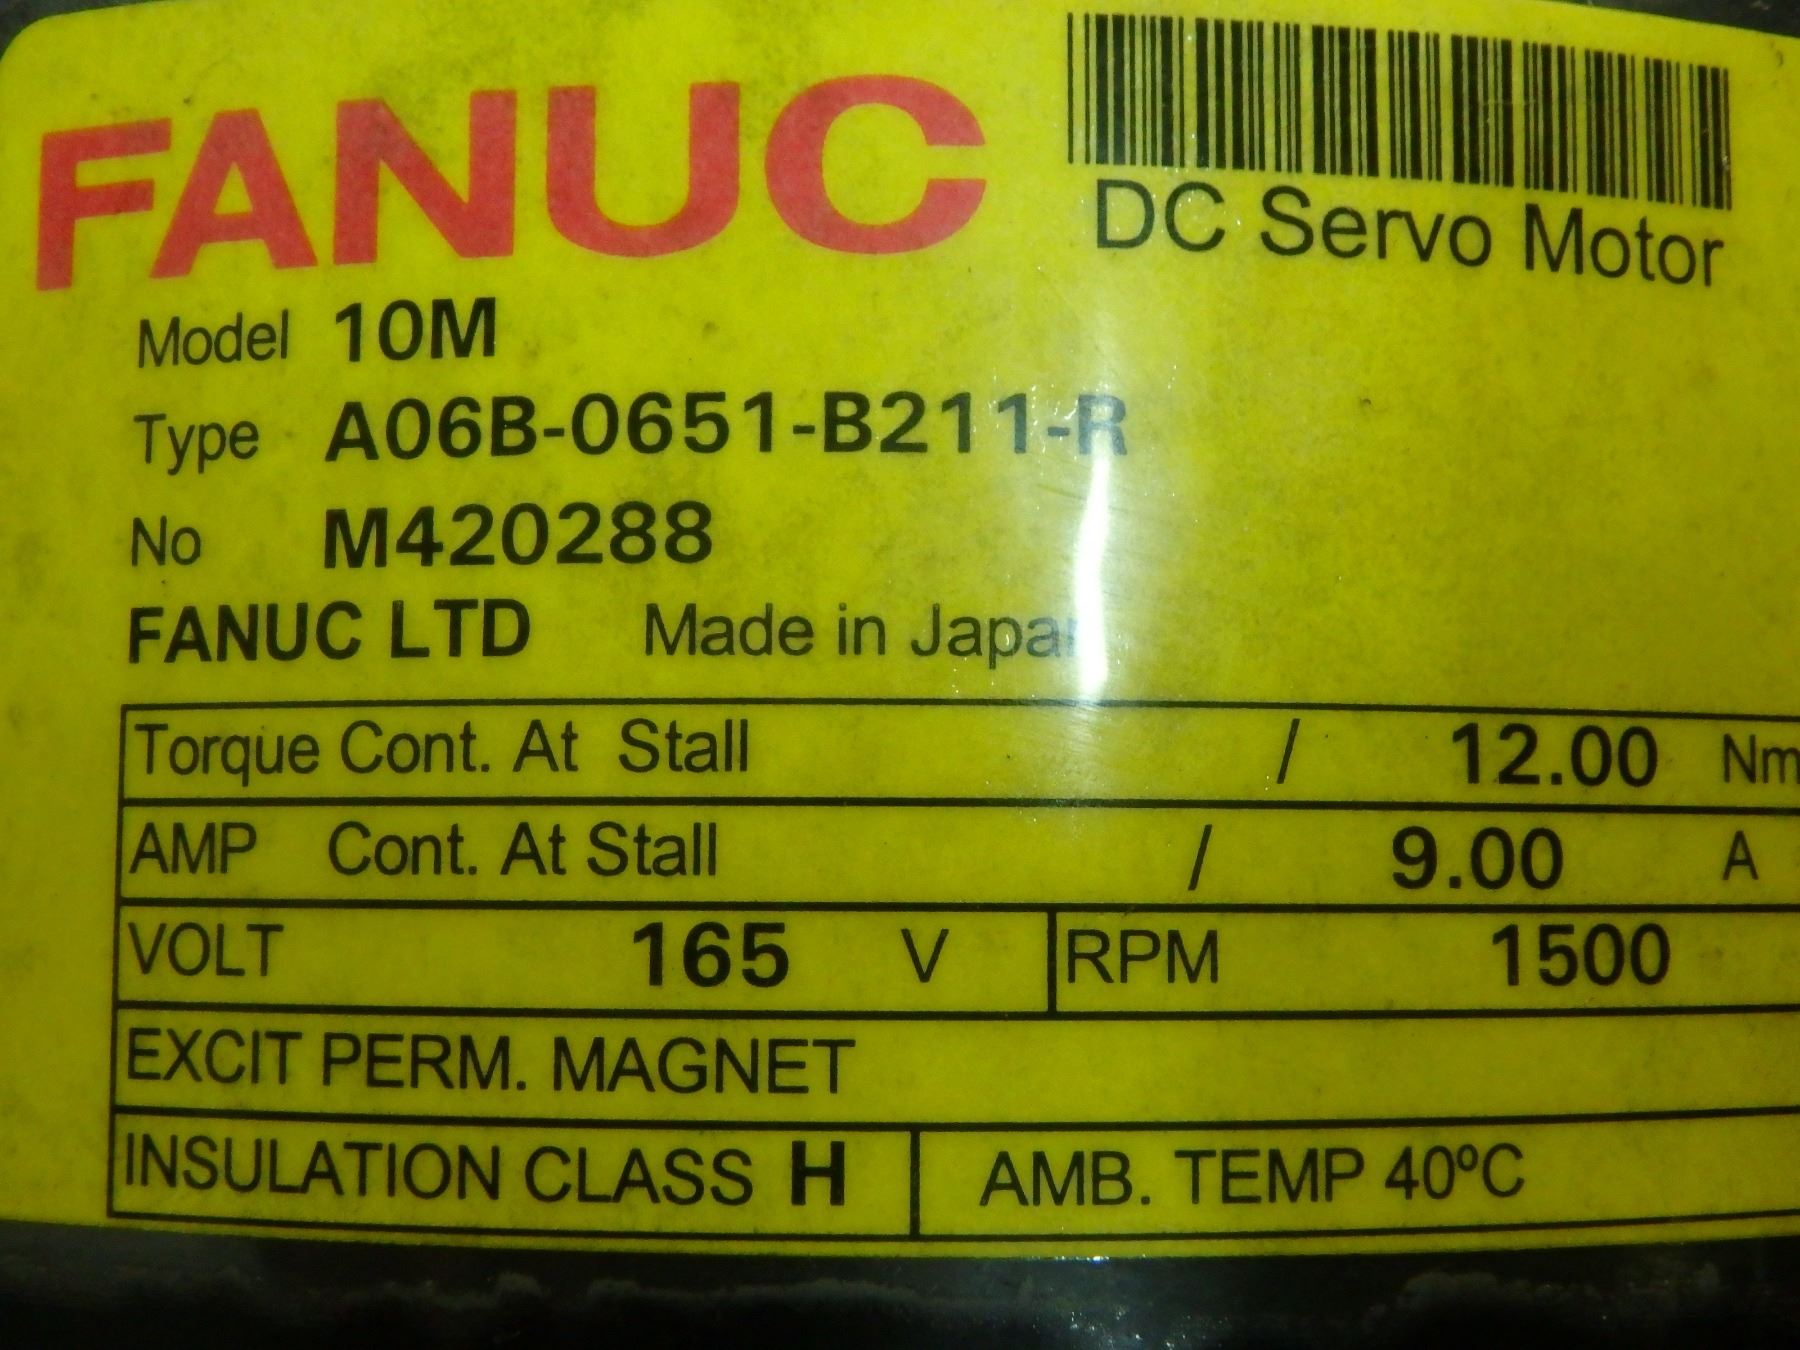 FANUC
DC Servo Motor
Model 10M
Type A06B-0651-B211-R
No M420288
FANUC LTD Made in Japan
Torque Cont. At Stall / 12.00 Nm
AMP Cont. At Stall / 9.00 A
VOLT 165 V RPM 1500
EXCIT PERM. MAGNET
INSULATION CLASS H AMB. TEMP 40ºC